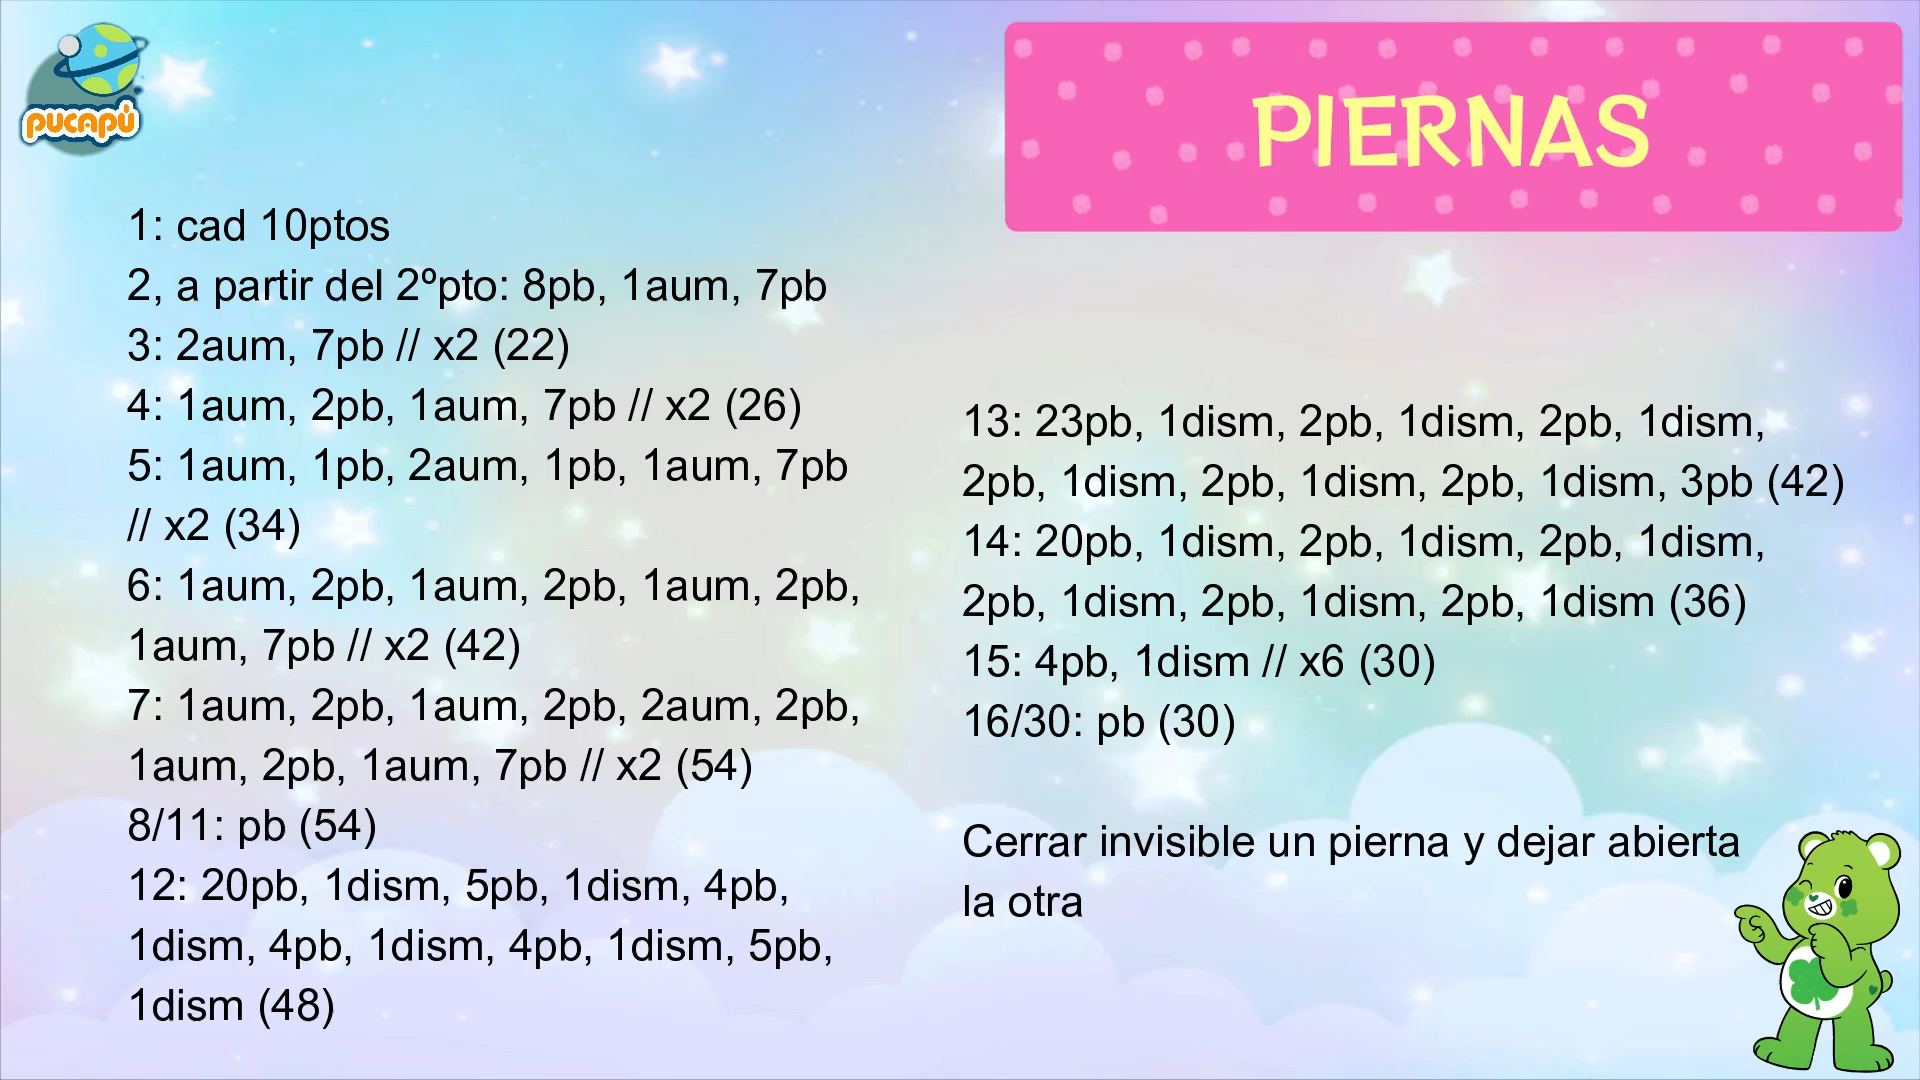 PUCAPÚ
PIERNAS
1: cad 10ptos
2, a partir del 2ºpto: 8pb, 1aum, 7pb
3: 2aum, 7pb // x2 (22)
4: 1aum, 2pb, 1aum, 7pb // x2 (26)
5: 1aum, 1pb, 2aum, 1pb, 1aum, 7pb
// x2 (34)
6: 1aum, 2pb, 1aum, 2pb, 1aum, 2pb,
1aum, 7pb // x2 (42)
7: 1aum, 2pb, 1aum, 2pb, 2aum, 2pb,
1aum, 2pb, 1aum, 7pb // x2 (54)
8/11: pb (54)
12: 20pb, 1dism, 5pb, 1dism, 4pb,
1dism, 4pb, 1dism, 4pb, 1dism, 5pb,
1dism (48)
13: 23pb, 1dism, 2pb, 1dism, 2pb, 1dism,
2pb, 1dism, 2pb, 1dism, 2pb, 1dism, 3pb (42)
14: 20pb, 1dism, 2pb, 1dism, 2pb, 1dism,
2pb, 1dism, 2pb, 1dism, 2pb, 1dism (36)
15: 4pb, 1dism // x6 (30)
16/30: pb (30)
Cerrar invisible un pierna y dejar abierta
la otra